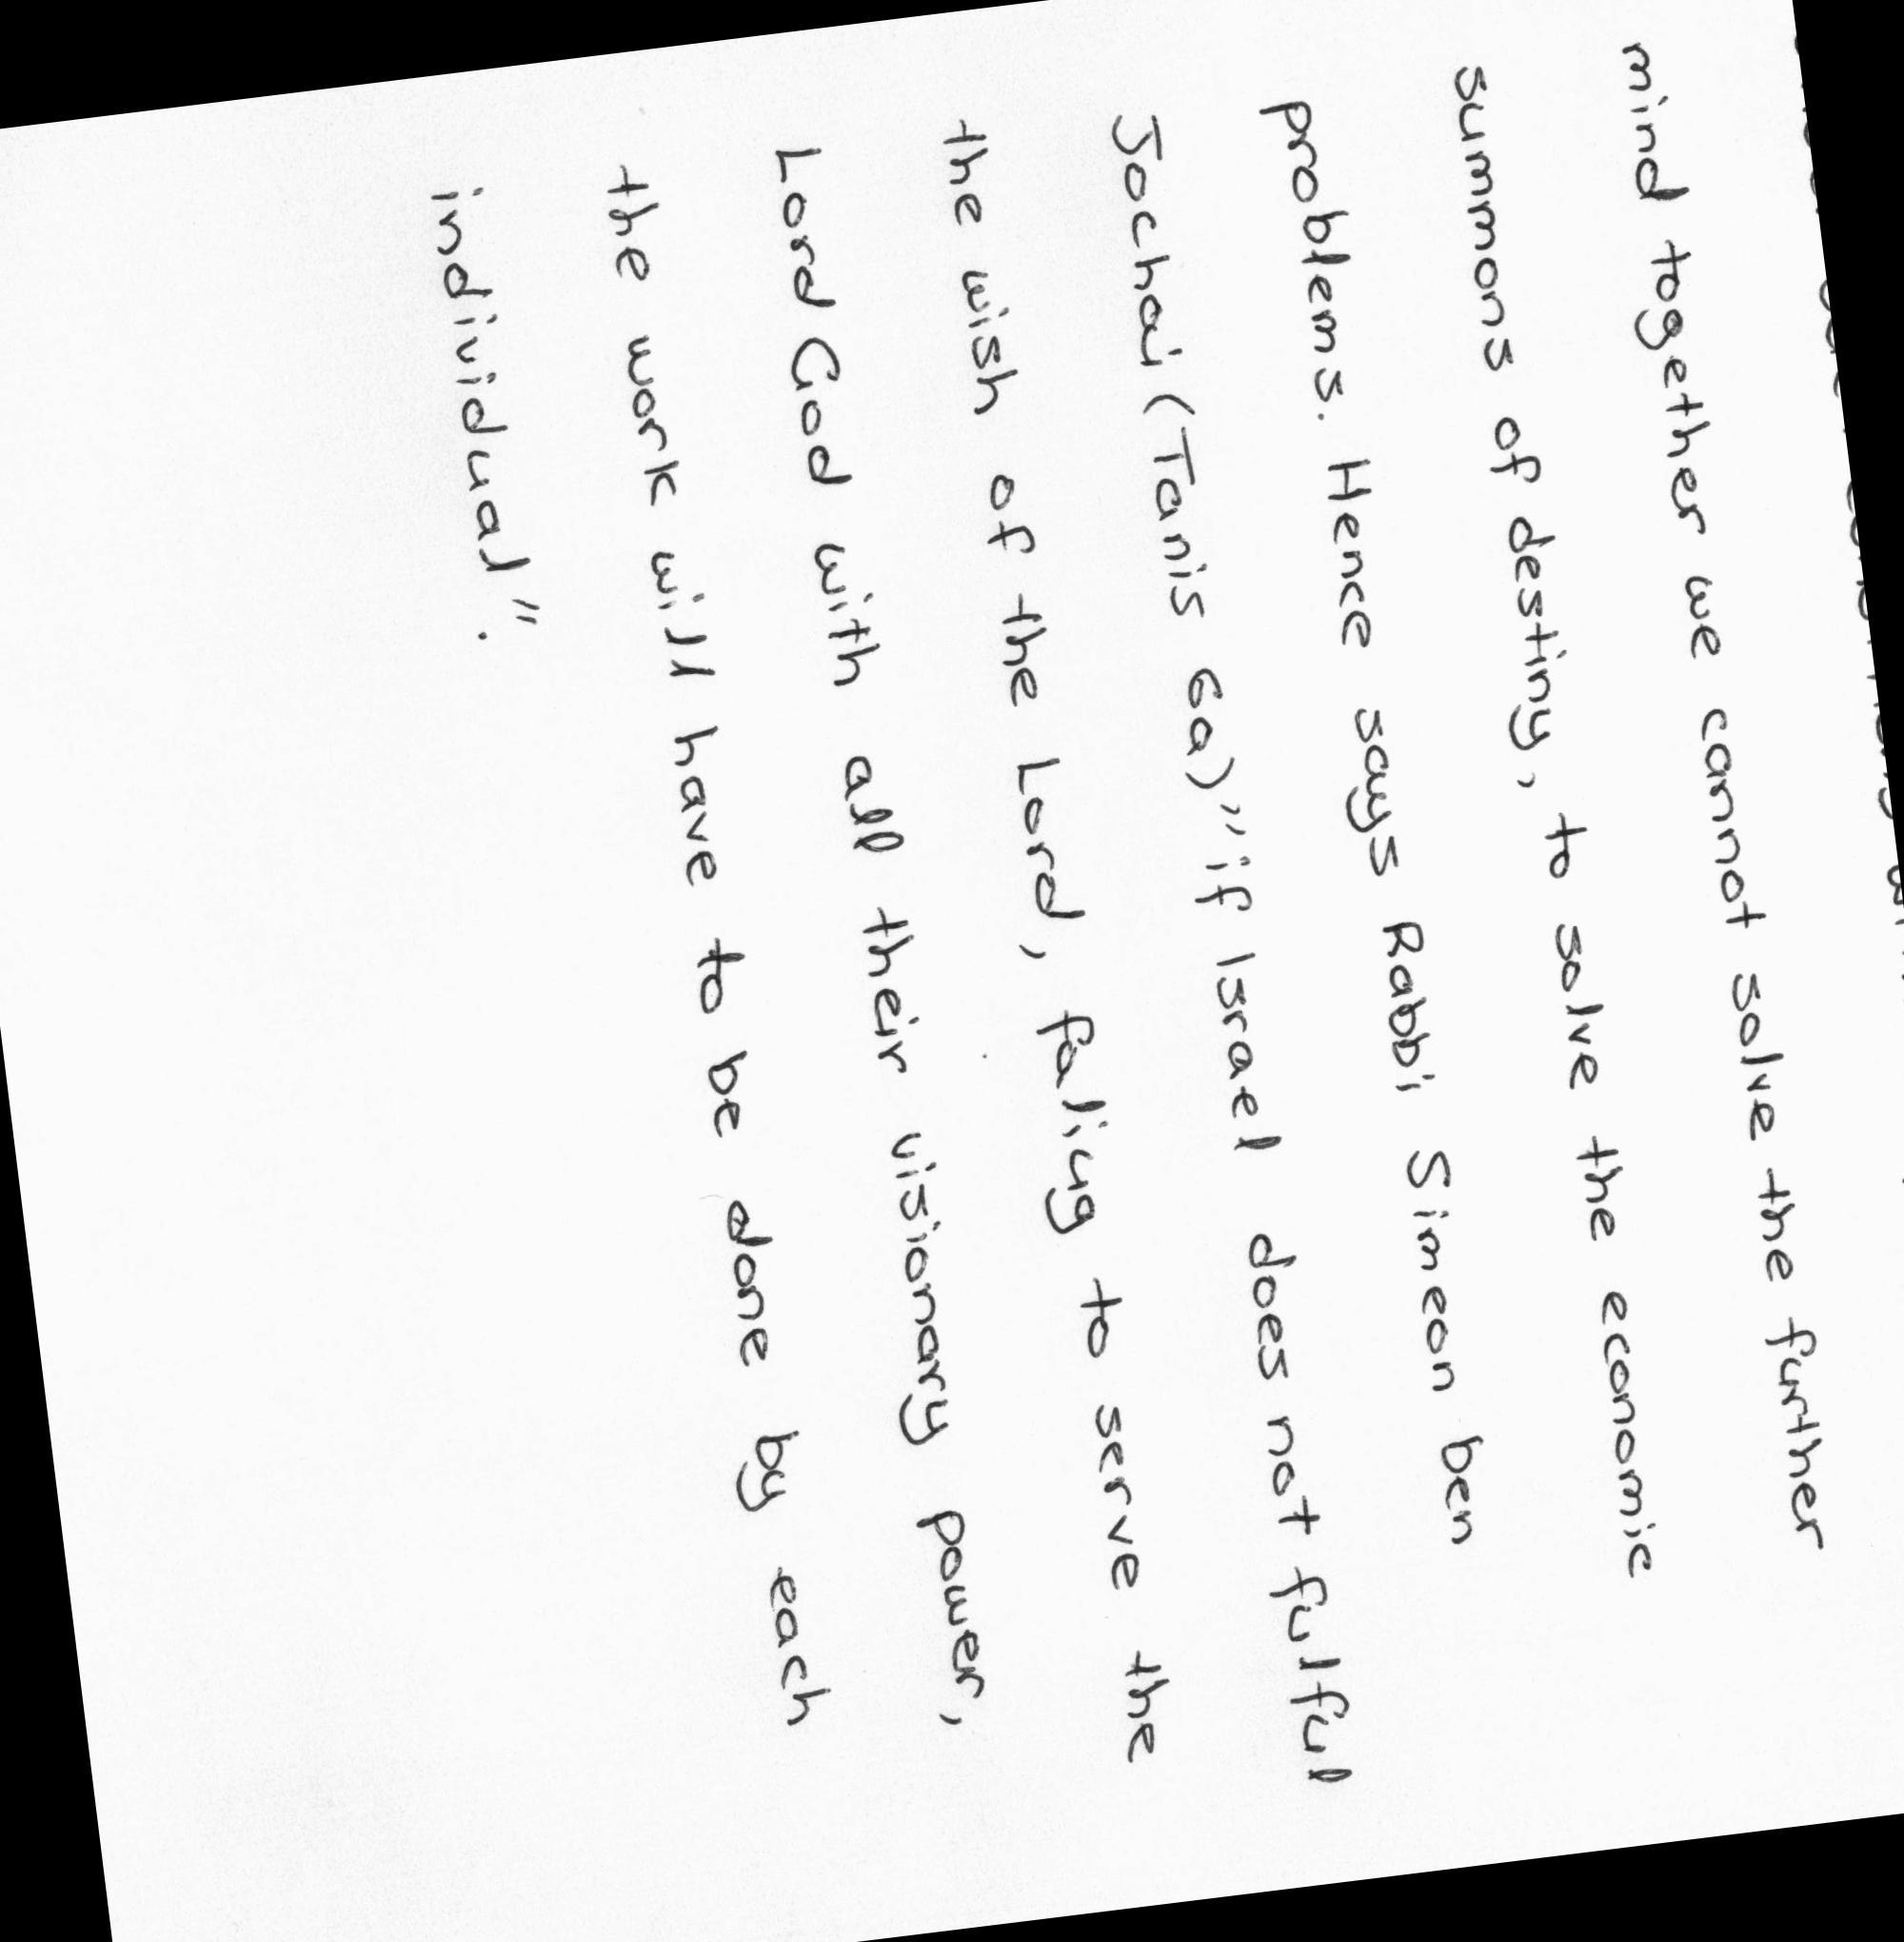 mind together we cannot solve the further
summons of destiny, to solve the economic
problems. Hence says Rabbi Simeon ben
Jochai (Tanis 6a) "if Israel does not fulful
the wish of the Lord, faliug to serve the
Lord God with all their visionary power,
the work will have to be done by each
individual".